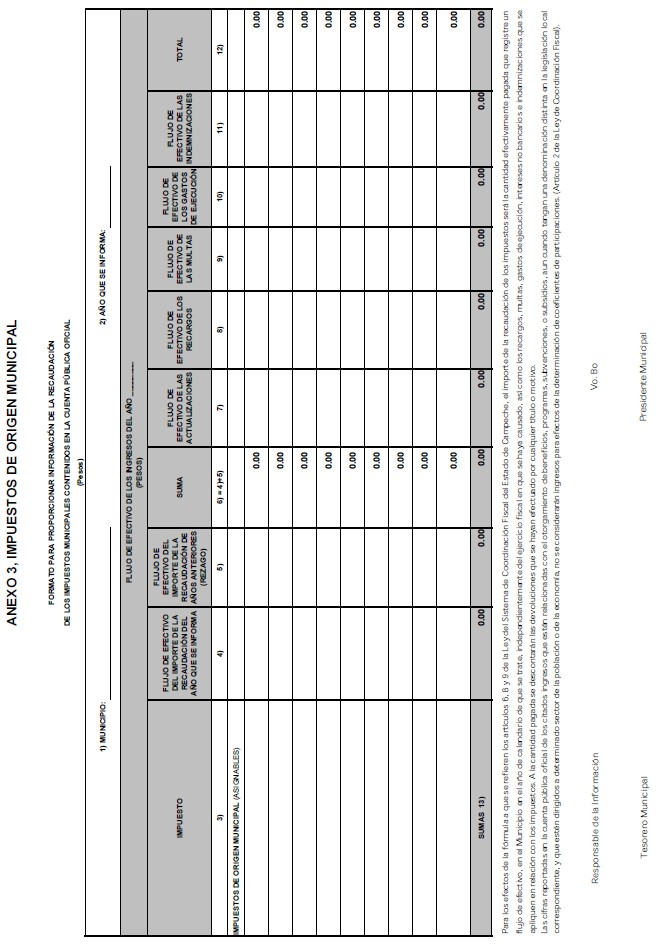 ANEXO 3, IMPUESTOS DE ORIGEN MUNICIPAL
FORMATO PARA PROPORCIONAR INFORMACIÓN DE LA RECAUDACIÓN
DE LOS IMPUESTOS MUNICIPALES CONTENIDOS EN LA CUENTA PÚBLICA OFICIAL
(Pesos)
1) MUNICIPIO: 2) AÑO QUE SE INFORMA:
FLUJO DE EFECTIVO DE LOS INGRESOS DEL AÑO ______
(PESOS)
IMPUESTO
FLUJO DE EFECTIVO
DEL IMPORTE DE LA
RECAUDACIÓN DEL
AÑO QUE SE INFORMA
FLUJO DE
EFECTIVO DEL
IMPORTE DE LA
RECAUDACIÓN DE
AÑOS ANTERIORES
(REZAGO)
SUMA
FLUJO DE
EFECTIVO DE LAS
ACTUALIZACIONES
FLUJO DE
EFECTIVO DE LOS
RECARGOS
FLUJO DE
EFECTIVO DE
LAS MULTAS
FLUJO DE
EFECTIVO DE
LOS GASTOS
DE EJECUCIÓN
FLUJO DE
EFECTIVO DE LAS
INDEMNIZACIONES
TOTAL
3) 4) 5) 6) = 4)+5) 7) 8) 9) 10) 11) 12)
IMPUESTOS DE ORIGEN MUNICIPAL (ASIGNABLES)
0.00 0.00
0.00 0.00
0.00 0.00
0.00 0.00
0.00 0.00
0.00 0.00
0.00 0.00
0.00 0.00
0.00 0.00
SUMAS 13) 0.00 0.00 0.00 0.00 0.00 0.00 0.00 0.00 0.00
Para los efectos de la fórmula a que se refieren los artículos 6, 8 y 9 de la Ley del Sistema de Coordinación Fiscal del Estado de Campeche, el importe de la recaudación de los impuestos será la cantidad efectivamente pagada que registre un
flujo de efectivo, en el Municipio en el año de calendario de que se trate, independientemente del ejercicio fiscal en que se haya causado, así como los recargos, multas, gastos de ejecución, intereses no bancarios e indemnizaciones que se
apliquen en relación con los impuestos. A la cantidad pagada se descontarán las devoluciones que se hayan efectuado por cualquier título o motivo.
Las cifras reportadas en la cuenta pública oficial de los citados ingresos que están relacionadas con el otorgamiento de beneficios, programas, subvenciones, o subsidios, aun cuando tengan una denominación distinta en la legislación local
correspondiente, y que estén dirigidos a determinado sector de la población o de la economía, no se considerarán ingresos para efectos de la determinación de coeficientes de participaciones. (Artículo 2 de la Ley de Coordinación Fiscal).
Responsable de la Información Vo. Bo
Tesorero Municipal Presidente Municipal